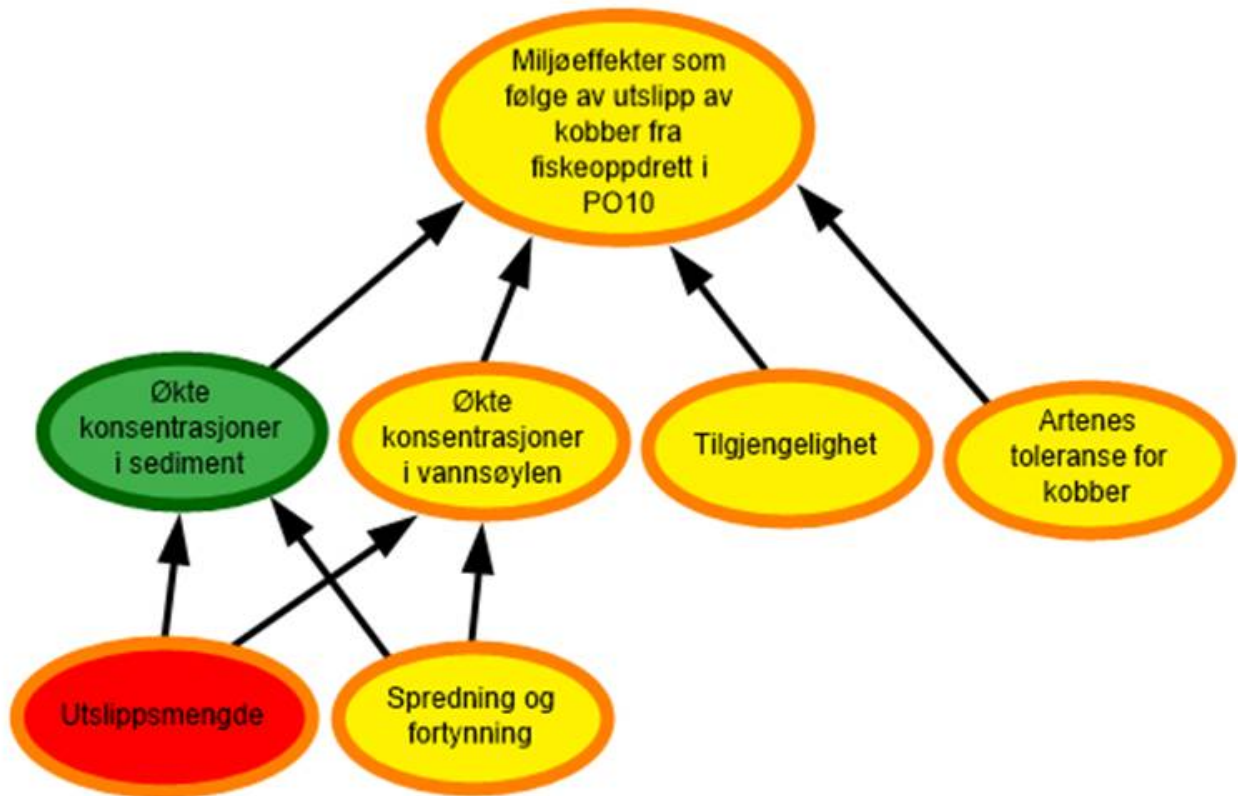 Miljøeffekter som
følge av utslipp av
kobber fra
fiskeoppdrett i
PO10
Økte
konsentrasjoner
i sediment
Økte
konsentrasjoner
i vannsøylen
Tilgjengelighet
Artenes
toleranse for
kobber
Utslippsmengde
Spredning og
fortynning